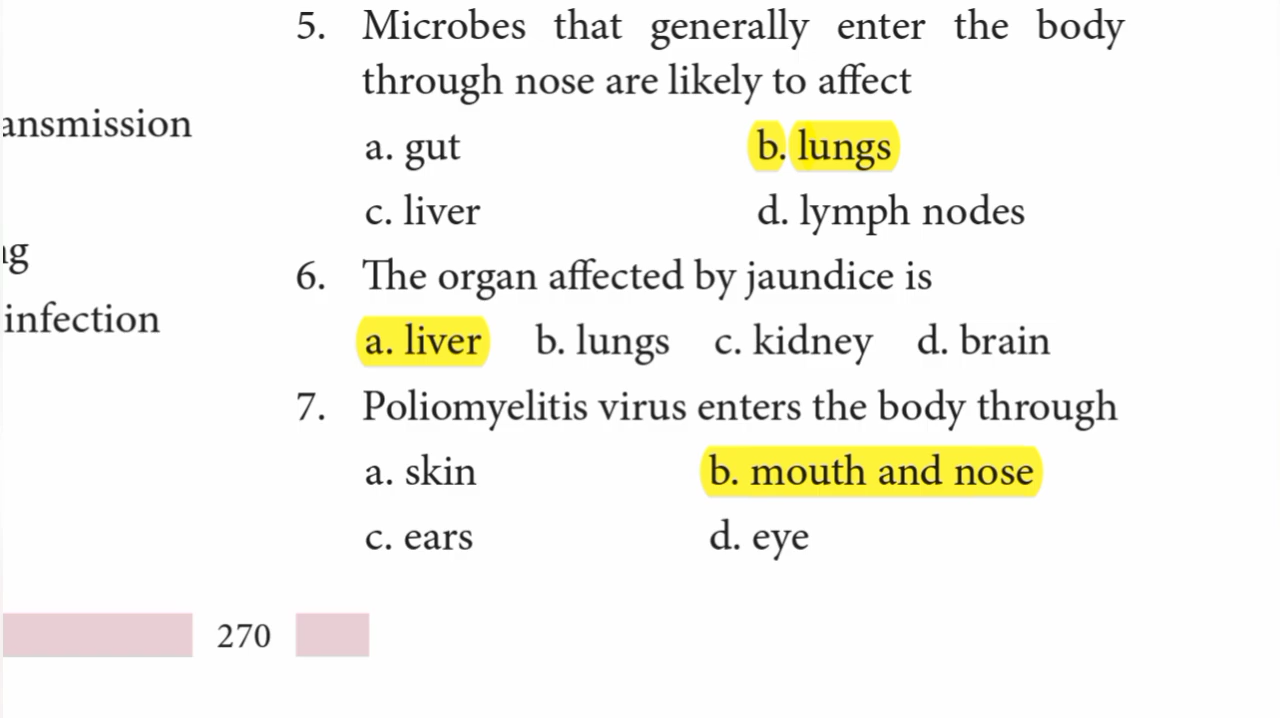 5. Microbes that generally enter the body
through nose are likely to affect
ansmission
a. gut b. lungs
c. liver d. lymph nodes
6. The organ affected by jaundice is
infection
a. liver b. lungs c. kidney d. brain
7. Poliomyelitis virus enters the body through
a. skin b. mouth and nose
c. ears d. eye
270